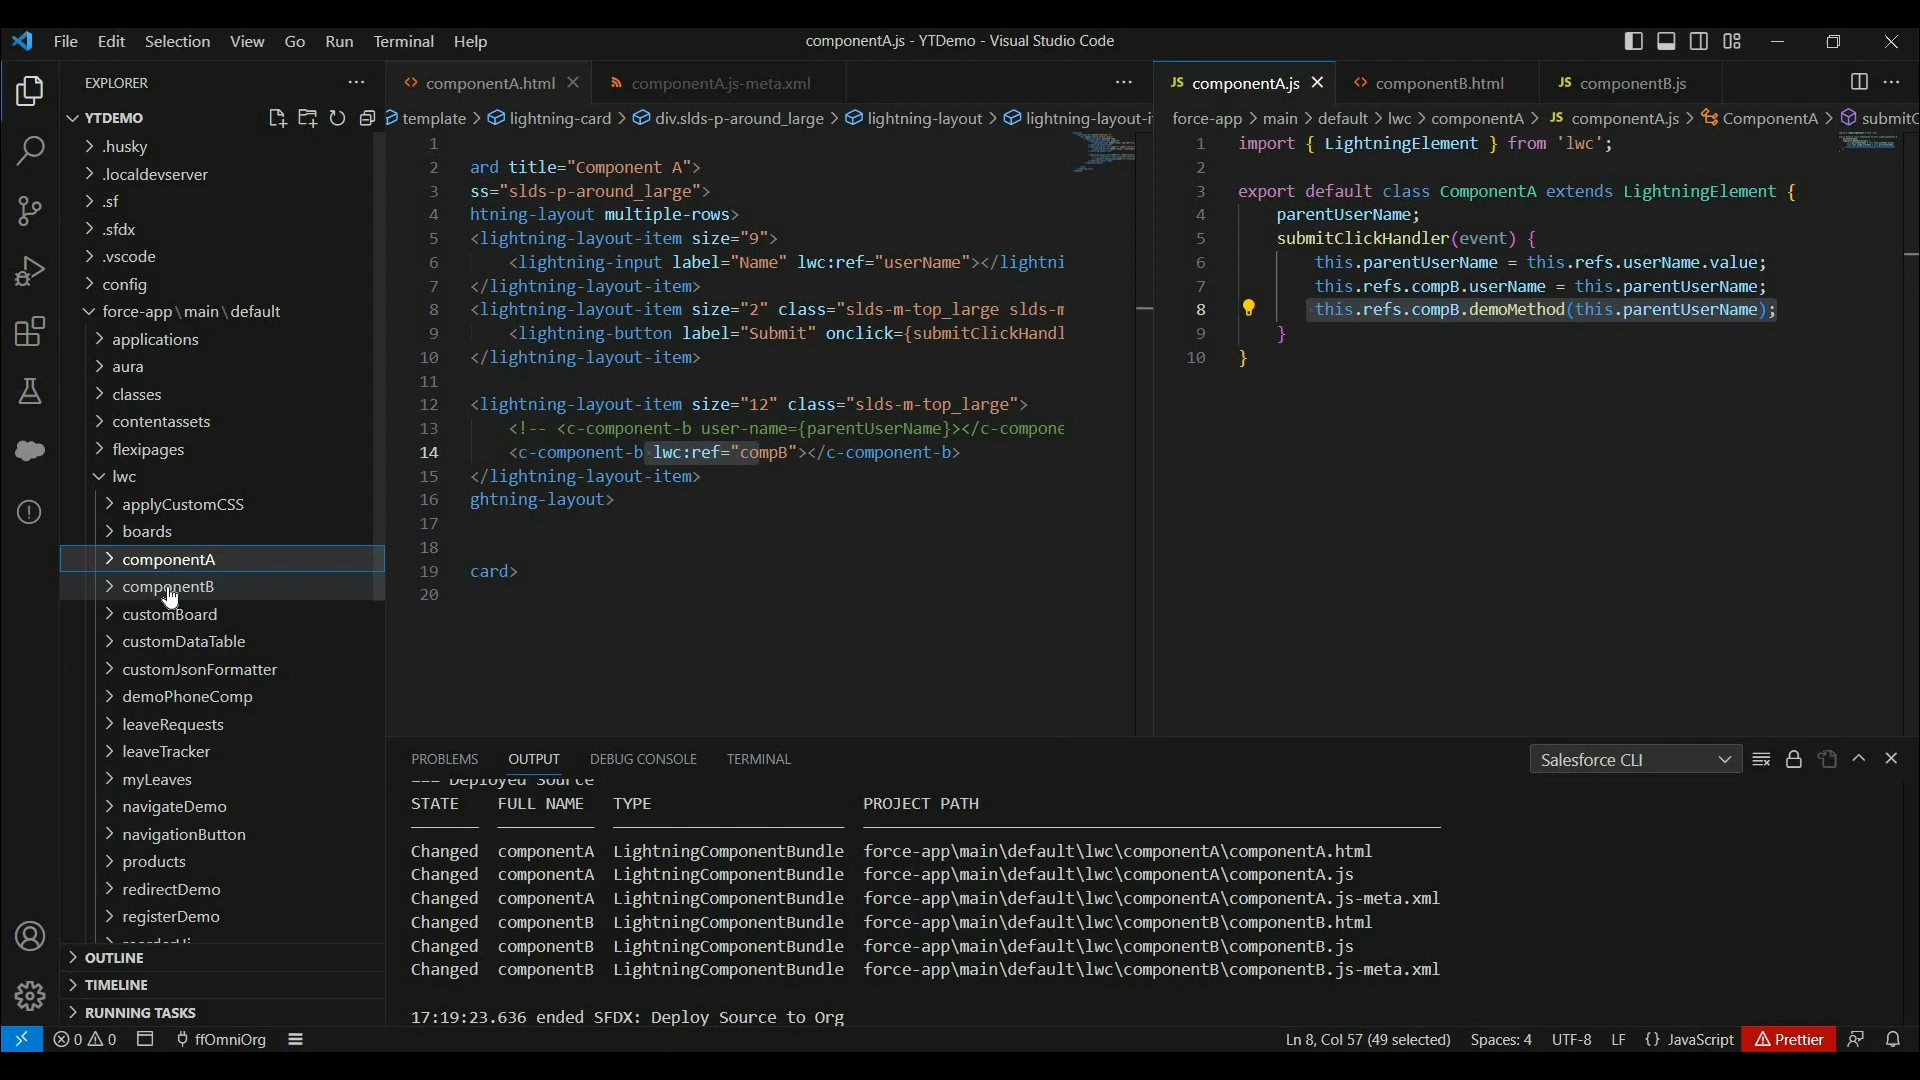 File Edit Selection View Go Run Terminal Help
componentA.js - YTDemo - Visual Studio Code
EXPLORER
YTDEMO
.husky
.localdevserver
.sf
.sfdx
.vscode
config
force-app\main\default
applications
aura
classes
contentassets
flexipages
lwc
applyCustomCSS
boards
componentA
componentB
customBoard
customDataTable
customJsonFormatter
demoPhoneComp
leaveRequests
leaveTracker
myLeaves
navigateDemo
navigationButton
products
redirectDemo
registerDemo
OUTLINE
TIMELINE
RUNNING TASKS
componentA.html
componentA.js-meta.xml
template > lightning-card > div.slds-p-around_large > lightning-layout > lightning-layout-i
1
2 ard title="Component A">
3 ss="slds-p-around_large">
4 htning-layout multiple-rows>
5 <lightning-layout-item size="9">
6 <lightning-input label="Name" lwc:ref="userName"></lightni
7 </lightning-layout-item>
8 <lightning-layout-item size="2" class="slds-m-top_large slds-m
9 <lightning-button label="Submit" onclick={submitClickHandl
10 </lightning-layout-item>
11
12 <lightning-layout-item size="12" class="slds-m-top_large">
13 <!-- <c-component-b user-name={parentUserName}></c-compone
14 <c-component-b lwc:ref="compB"></c-component-b>
15 </lightning-layout-item>
16 ghtning-layout>
17
18
19 card>
20
JS componentA.js
componentB.html
JS componentB.js
force-app > main > default > lwc > componentA > JS componentA.js > ComponentA > submitC
1 import { LightningElement } from 'lwc';
2
3 export default class ComponentA extends LightningElement {
4 parentUserName;
5 submitClickHandler(event) {
6 this.parentUserName = this.refs.userName.value;
7 this.refs.compB.userName = this.parentUserName;
8 this.refs.compB.demoMethod(this.parentUserName);
9 }
10 }
PROBLEMS OUTPUT DEBUG CONSOLE TERMINAL
Salesforce CLI
=== Deployed Source
STATE FULL NAME TYPE PROJECT PATH
Changed componentA LightningComponentBundle force-app\main\default\lwc\componentA\componentA.html
Changed componentA LightningComponentBundle force-app\main\default\lwc\componentA\componentA.js
Changed componentA LightningComponentBundle force-app\main\default\lwc\componentA\componentA.js-meta.xml
Changed componentB LightningComponentBundle force-app\main\default\lwc\componentB\componentB.html
Changed componentB LightningComponentBundle force-app\main\default\lwc\componentB\componentB.js
Changed componentB LightningComponentBundle force-app\main\default\lwc\componentB\componentB.js-meta.xml
17:19:23.636 ended SFDX: Deploy Source to Org
0 0 ffOmniOrg
Ln 8, Col 57 (49 selected) Spaces: 4 UTF-8 LF {} JavaScript Prettier